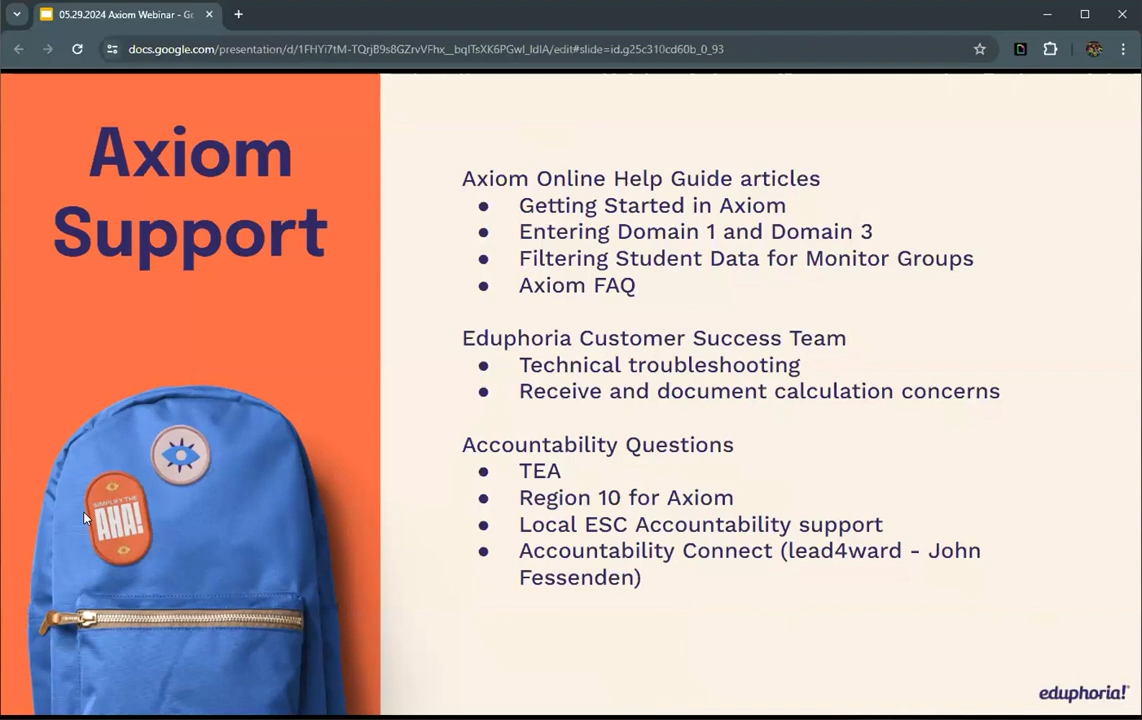 05.29.2024 Axiom Webinar - Go
docs.google.com/presentation/d/1FHYi7tM-TQrjB9s8GZrvVFhx__bqITsXK6PGwI_ldIA/edit#slide=id.g25c310cd60b_0_93
Axiom
Support
SIMPLIFY THE
AHA!
Axiom Online Help Guide articles
● Getting Started in Axiom
● Entering Domain 1 and Domain 3
● Filtering Student Data for Monitor Groups
● Axiom FAQ
Eduphoria Customer Success Team
● Technical troubleshooting
● Receive and document calculation concerns
Accountability Questions
● TEA
● Region 10 for Axiom
● Local ESC Accountability support
● Accountability Connect (lead4ward - John
Fessenden)
eduphoria!